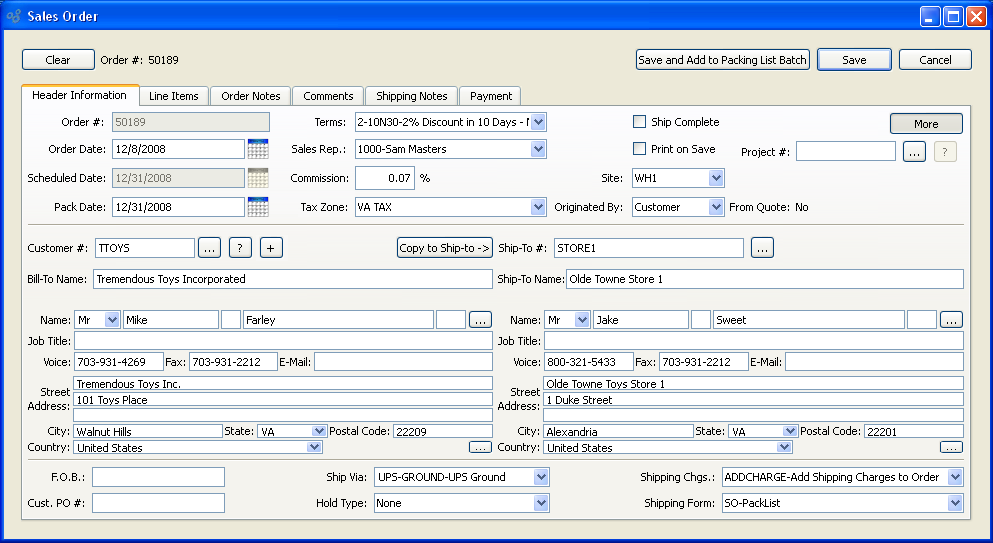 Sales Order
Clear Order #: 50189 Save and Add to Packing List Batch Save Cancel
Header Information Line Items Order Notes Comments Shipping Notes Payment
Order #: 50189 Terms: 2-10N30-2% Discount in 10 Days - Ship Complete More
Order Date: 12/8/2008 Sales Rep.: 1000-Sam Masters Print on Save Project #: ... ?
Scheduled Date: 12/31/2008 Commission: 0.07 % Site: WH1
Pack Date: 12/31/2008 Tax Zone: VA TAX Originated By: Customer From Quote: No
Customer #: TTOYS ... ? + Copy to Ship-to -> Ship-To #: STORE1 ...
Bill-To Name: Tremendous Toys Incorporated Ship-To Name: Olde Towne Store 1
Name: Mr Mike Farley ... Name: Mr Jake Sweet ...
Job Title: Job Title:
Voice: 703-931-4269 Fax: 703-931-2212 E-Mail: Voice: 800-321-5433 Fax: 703-931-2212 E-Mail:
Tremendous Toys Inc. Olde Towne Toys Store 1
Street Address: 101 Toys Place Street Address: 1 Duke Street
City: Walnut Hills State: VA Postal Code: 22209 City: Alexandria State: VA Postal Code: 22201
Country: United States ... Country: United States ...
F.O.B.: Ship Via: UPS-GROUND-UPS Ground Shipping Chgs.: ADDCHARGE-Add Shipping Charges to Order
Cust. PO #: Hold Type: None Shipping Form: SO-PackList